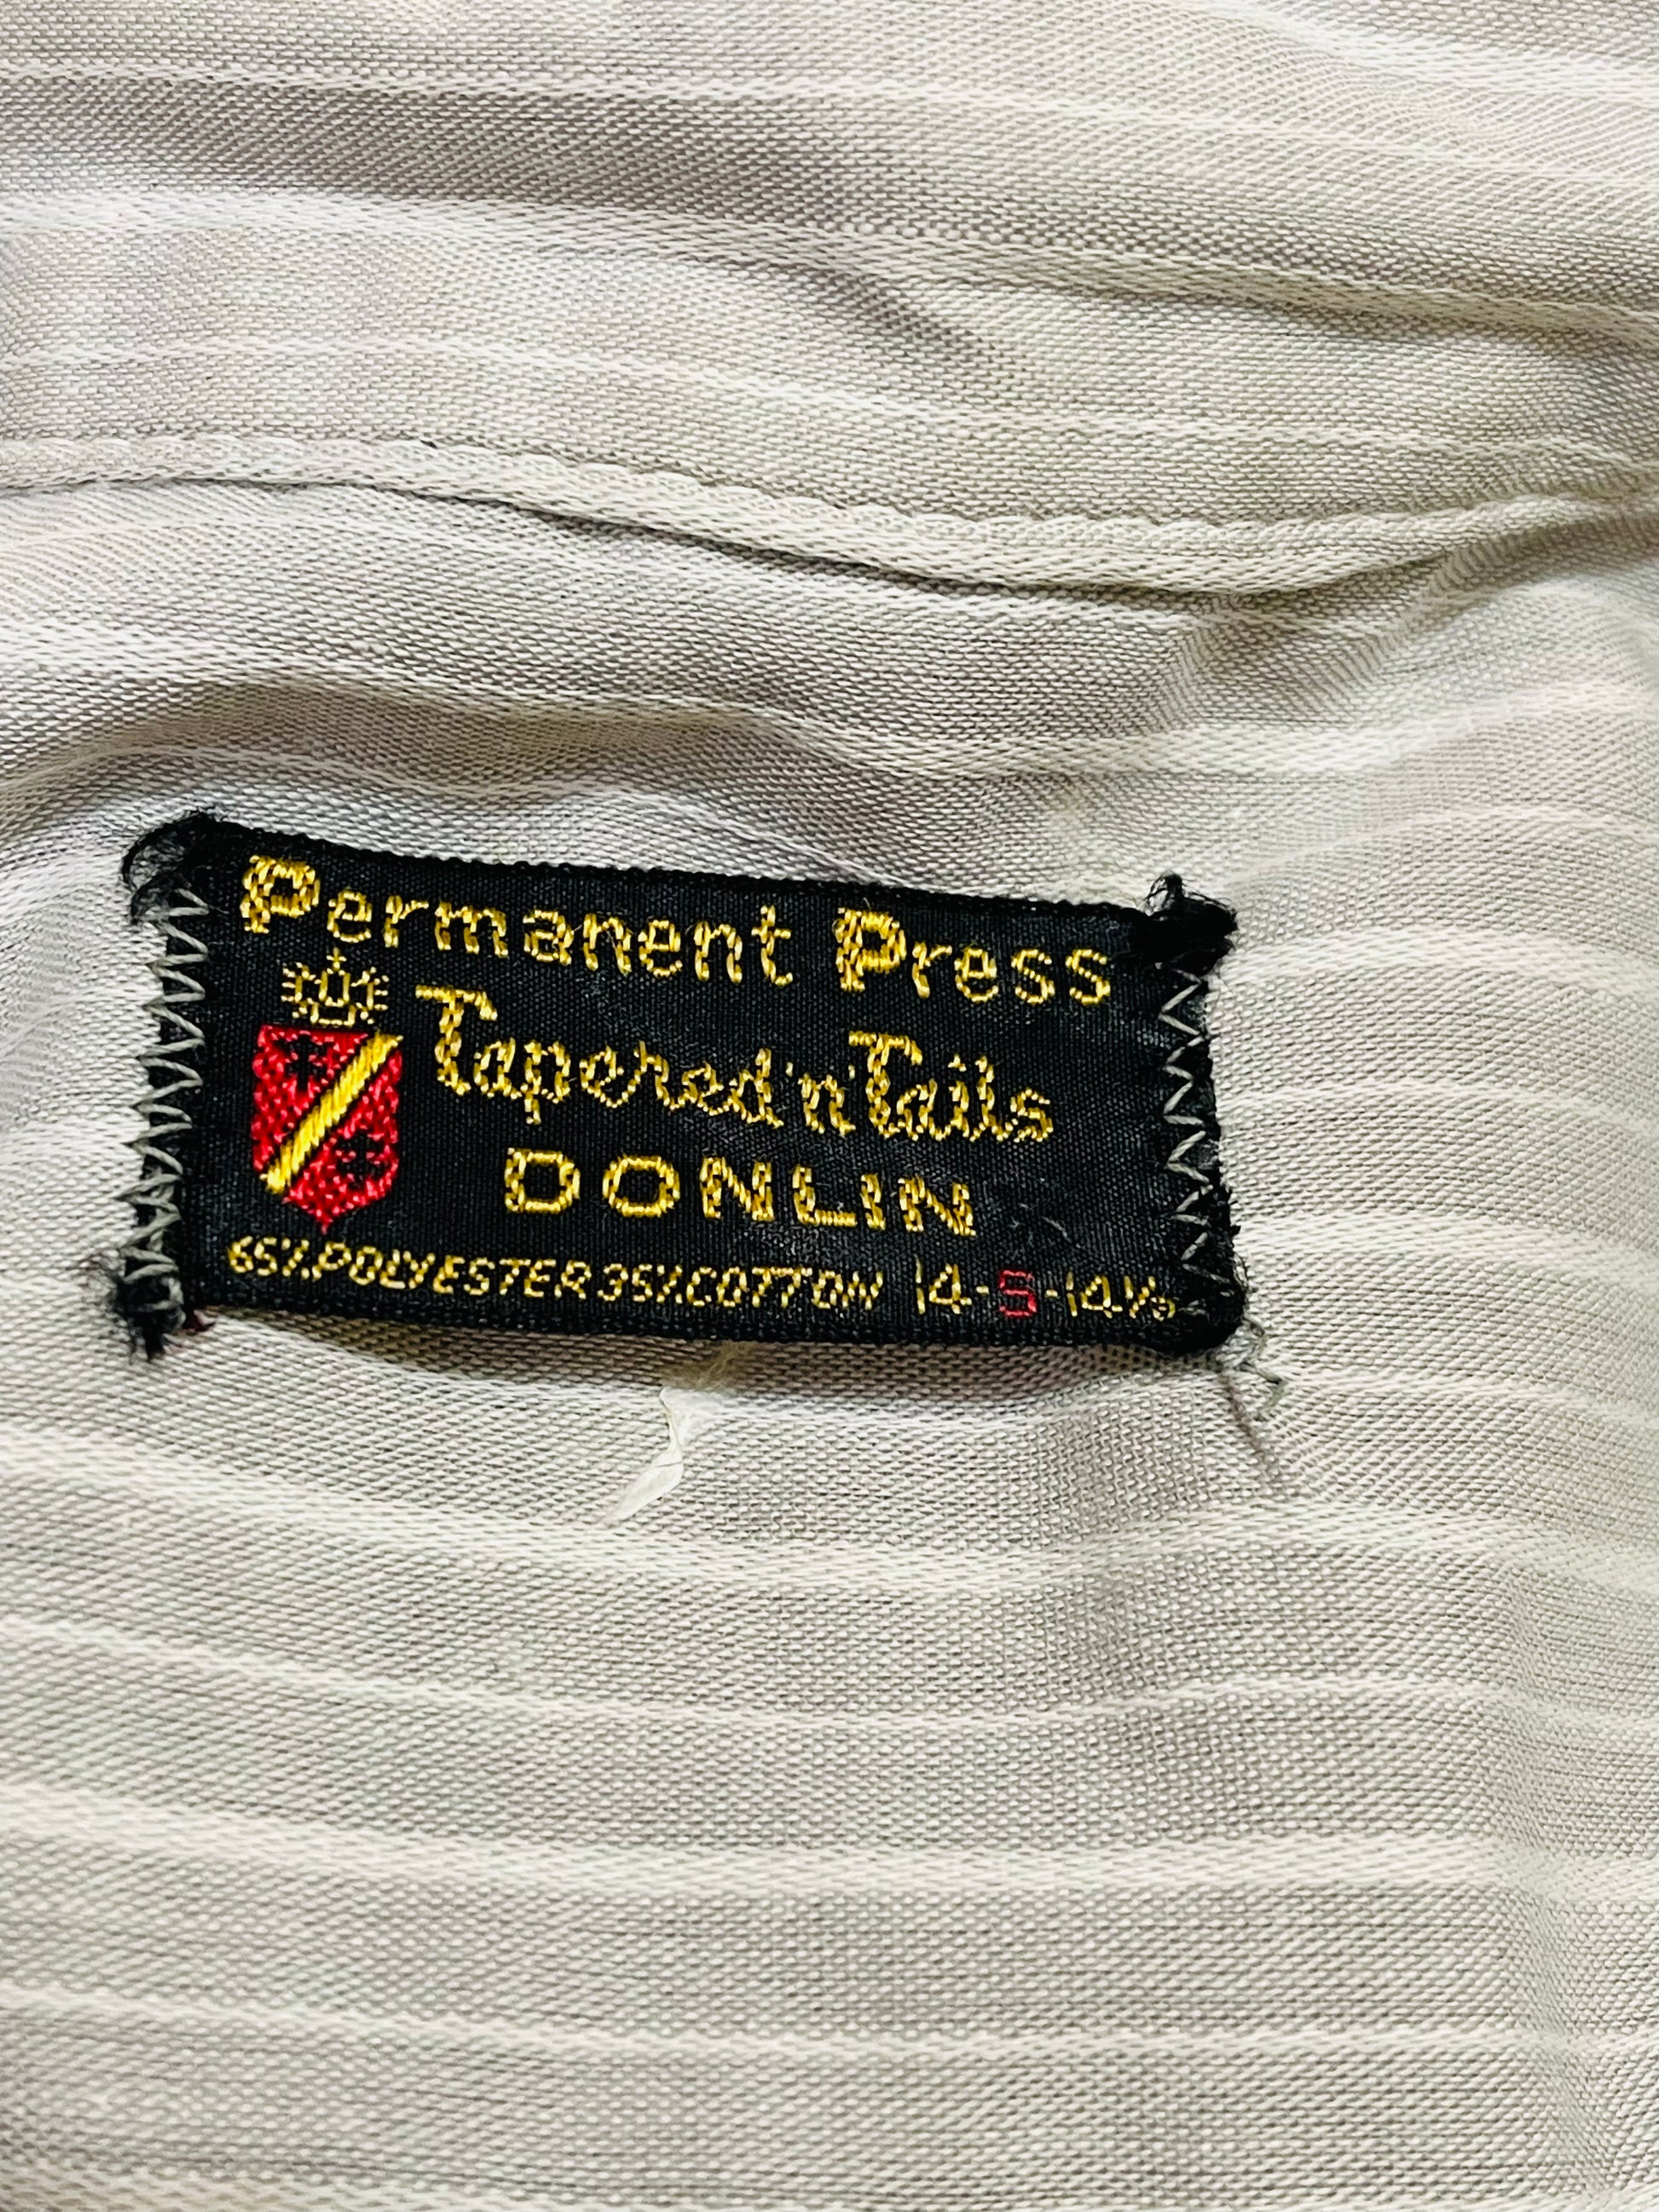 Permanent Press
Tapered 'n' Tails
DONLIN
65% POLYESTER 35% COTTON 14-S-14½